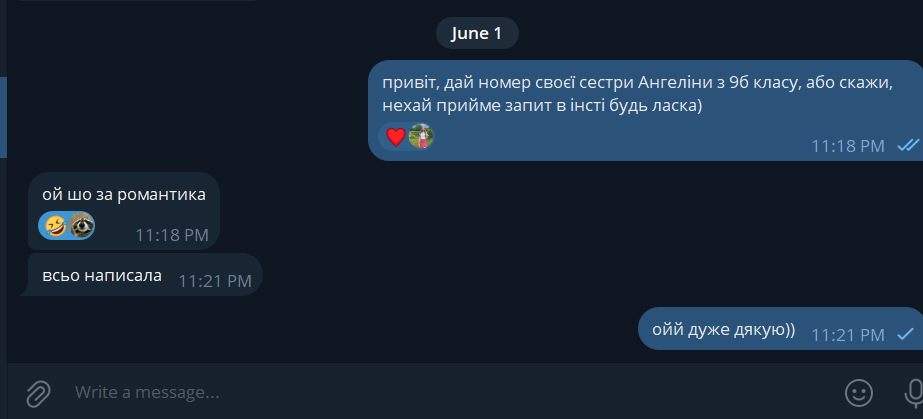 June 1
привіт, дай номер своєї сестри Ангеліни з 9б класу, або скажи,
нехай прийме запит в інсті будь ласка)
11:18 PM
ой шо за романтика
11:18 PM
всьо написала 11:21 PM
ойй дуже дякую)) 11:21 PM
Write a message...